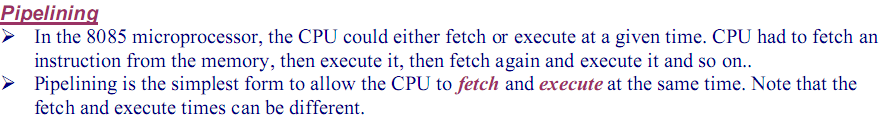 Pipelining
➢ In the 8085 microprocessor, the CPU could either fetch or execute at a given time. CPU had to fetch an
instruction from the memory, then execute it, then fetch again and execute it and so on..
➢ Pipelining is the simplest form to allow the CPU to fetch and execute at the same time. Note that the
fetch and execute times can be different.